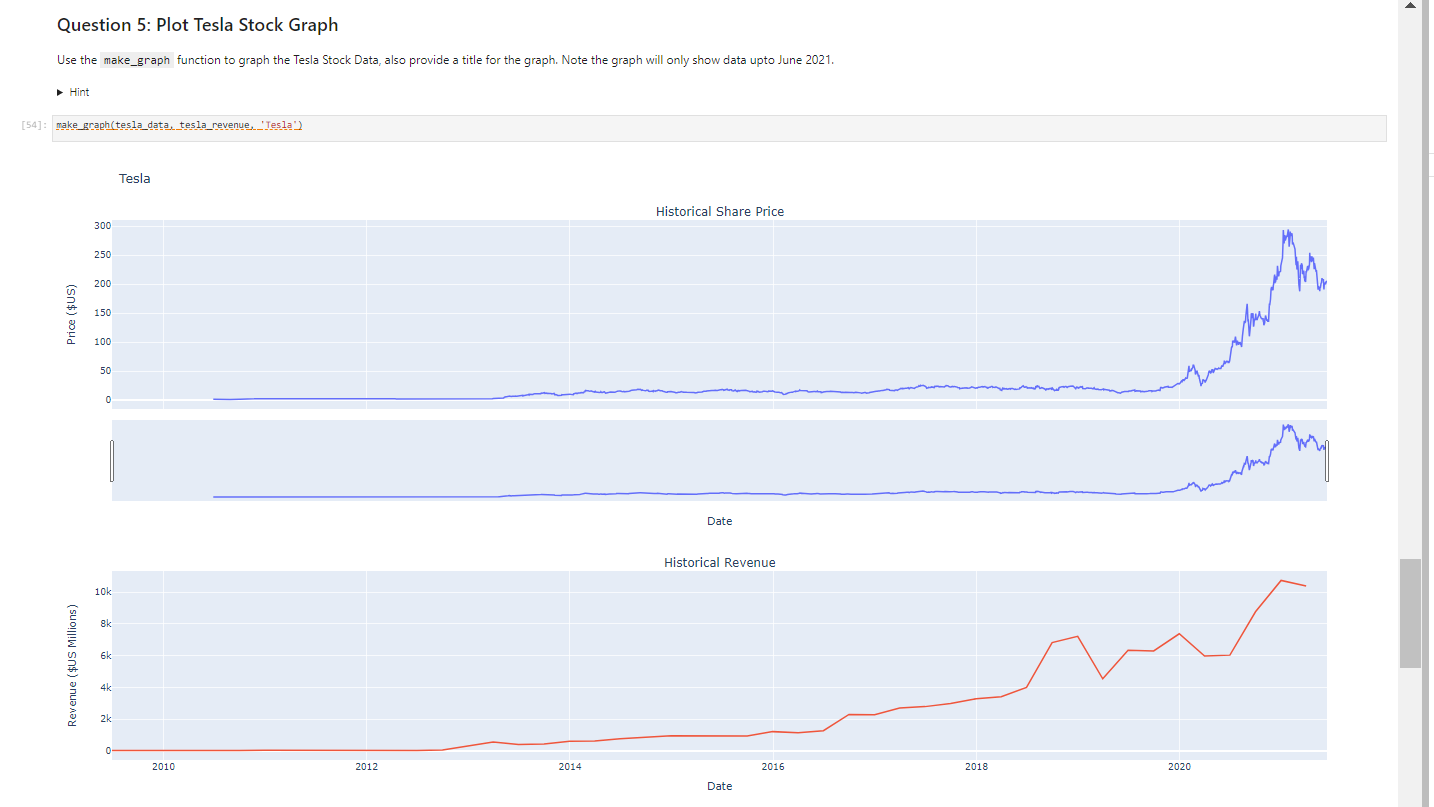 Question 5: Plot Tesla Stock Graph
Use the make_graph function to graph the Tesla Stock Data, also provide a title for the graph. Note the graph will only show data upto June 2021.
Hint
[54]: make_graph(tesla_data, tesla_revenue, 'Tesla')
Tesla
Historical Share Price
300
250
200
150
100
50
0
Price ($US)
Date
Historical Revenue
10k
8k
6k
4k
2k
0
Revenue ($US Millions)
2010 2012 2014 2016 2018 2020
Date